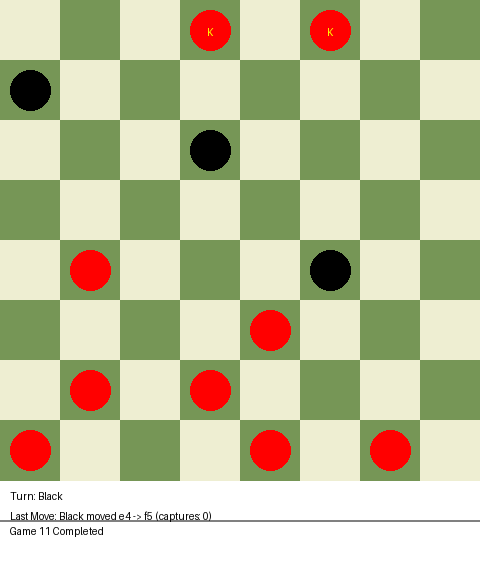 K K
Turn: Black
Last Move: Black moved e4 -> f5 (captures: 0)
Game 11 Completed